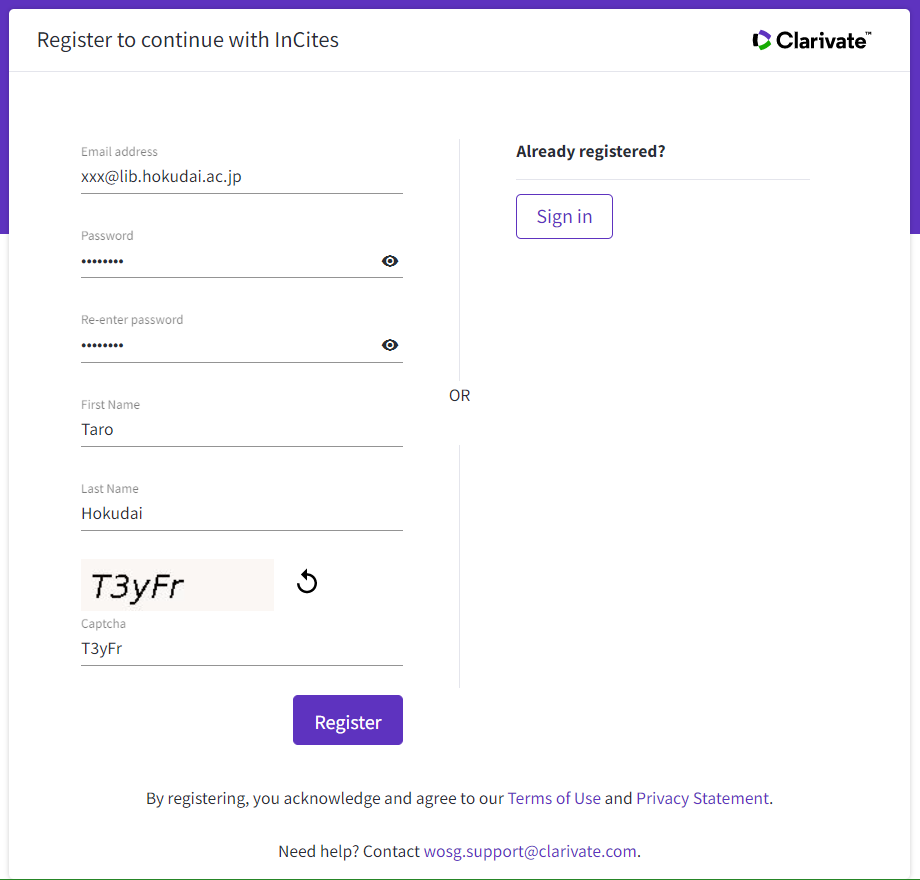 Register to continue with InCites
Clarivate™
Email address
xxx@lib.hokudai.ac.jp
Password
••••••••
Re-enter password
••••••••
First Name
Taro
Last Name
Hokudai
T3yFr
Captcha
T3yFr
Register
OR
Already registered?
Sign in
By registering, you acknowledge and agree to our Terms of Use and Privacy Statement.
Need help? Contact wosg.support@clarivate.com.